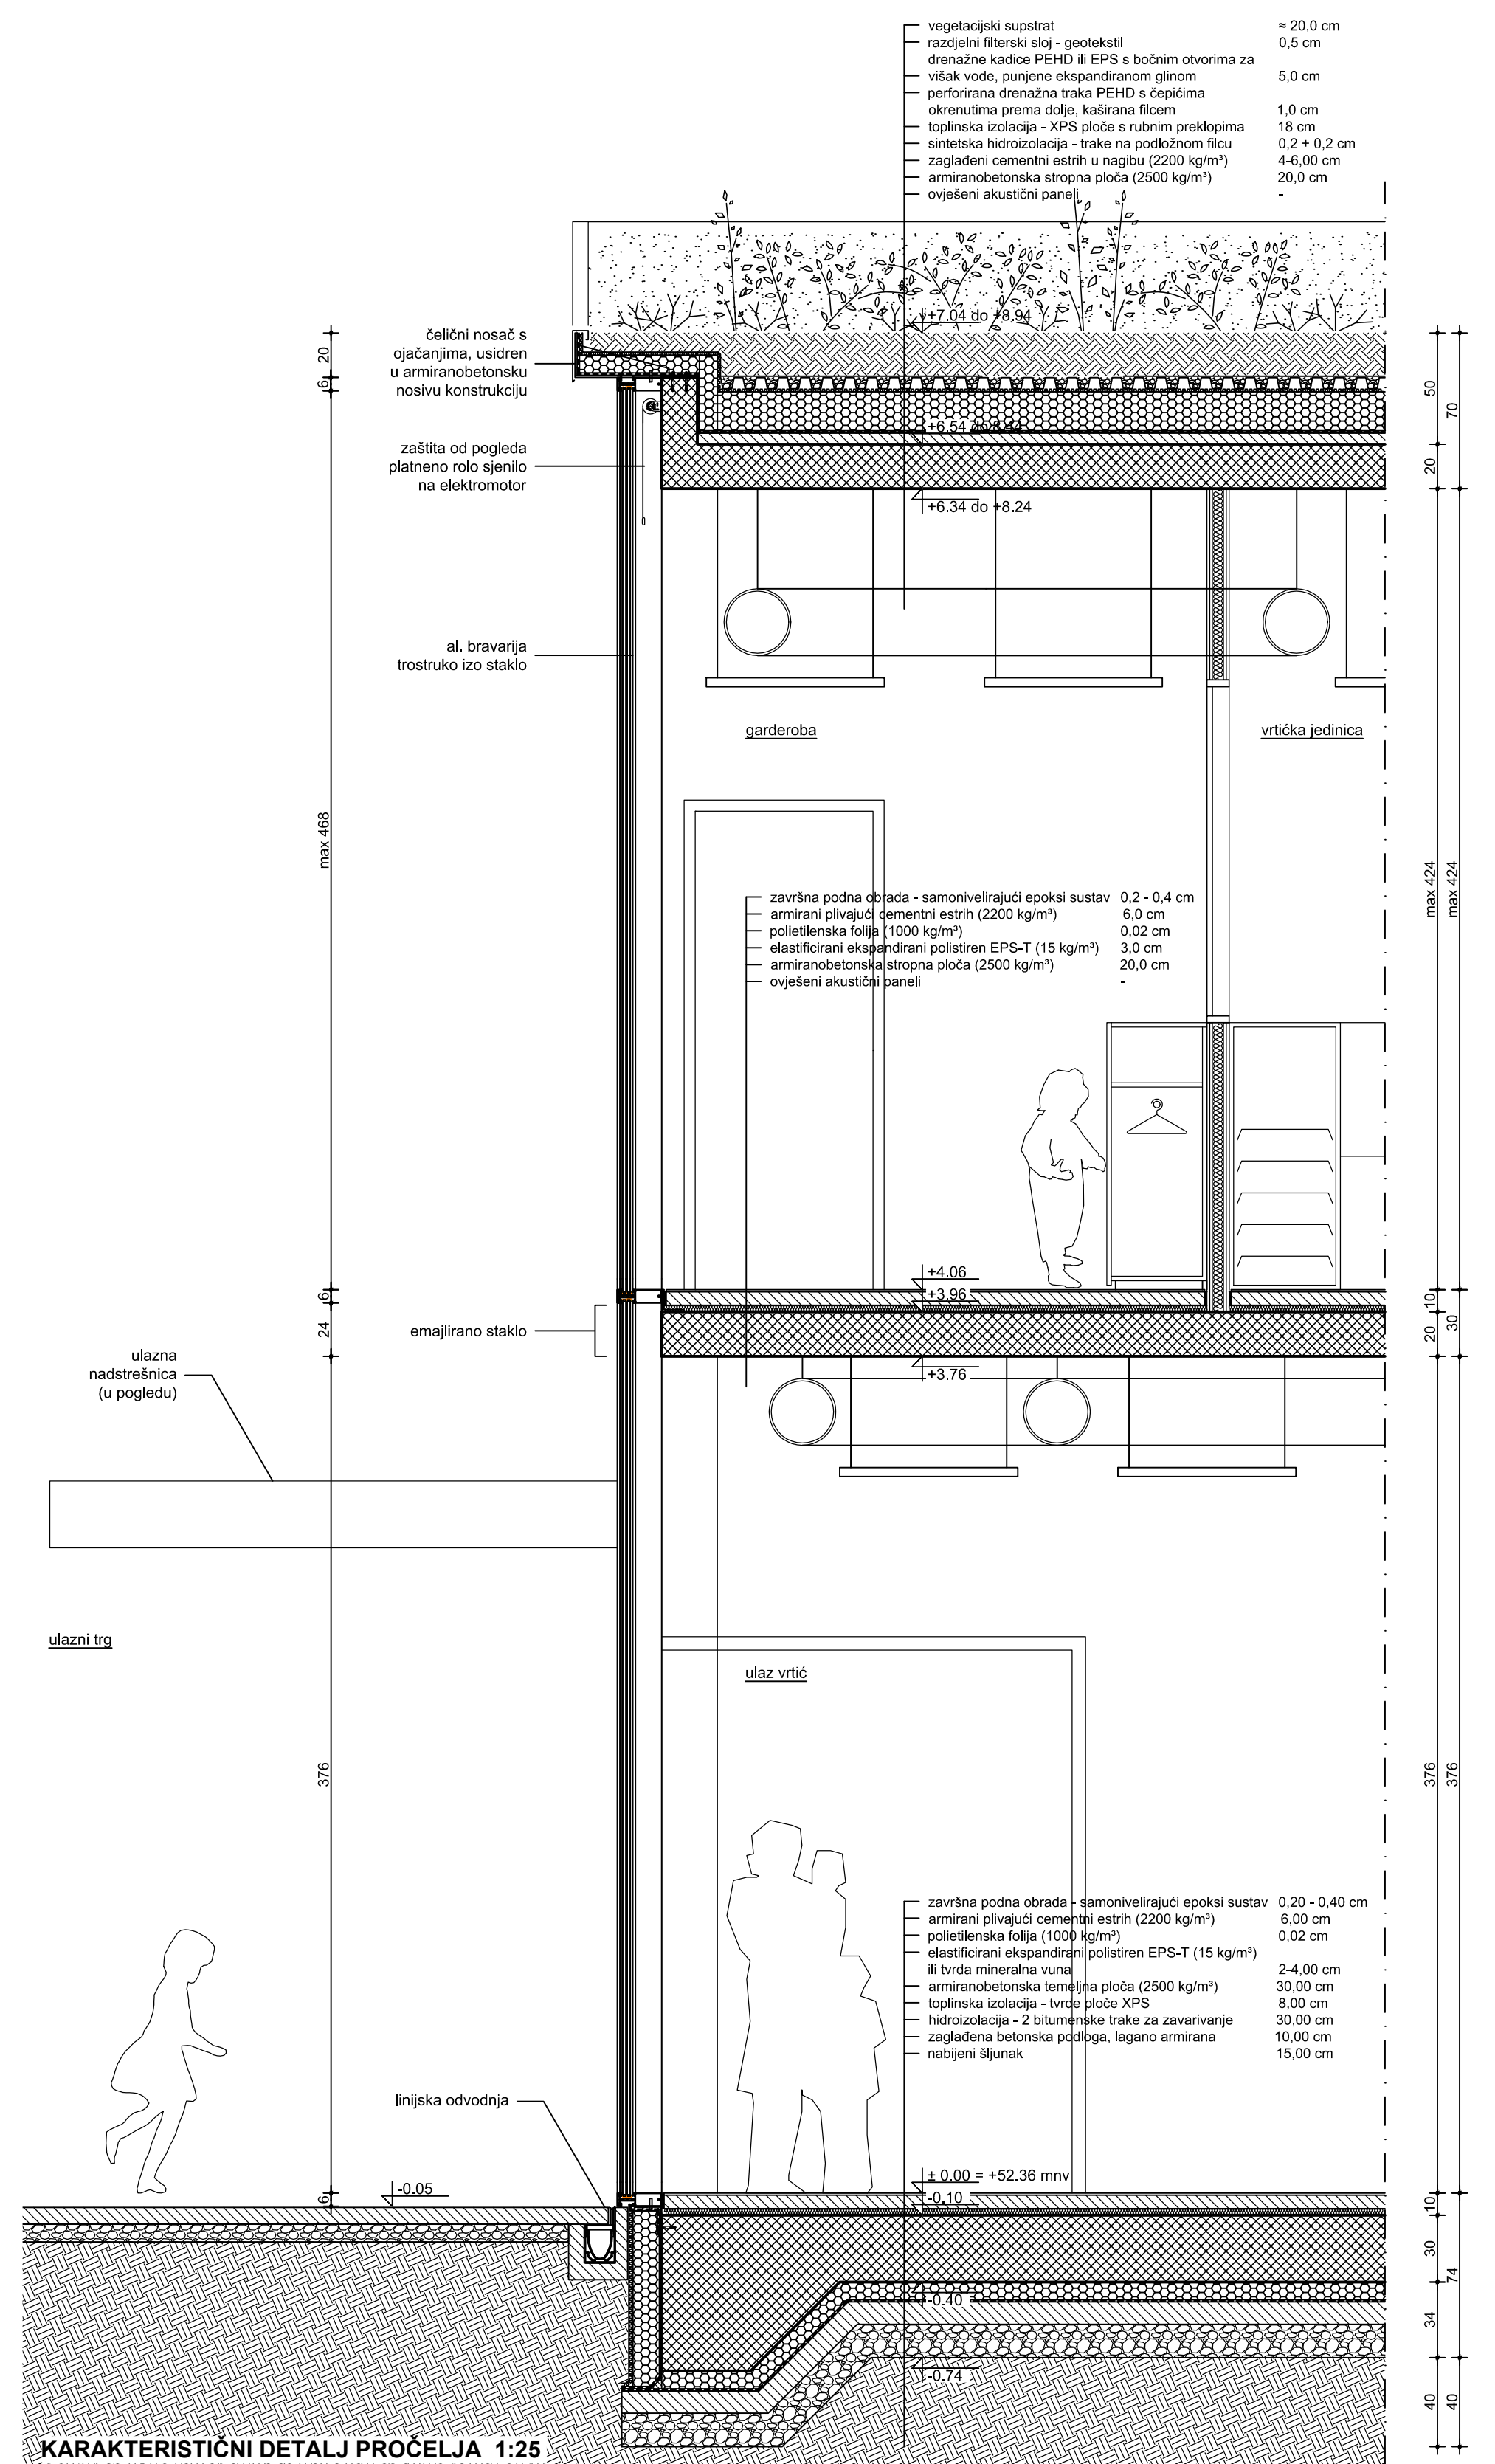 vegetacijski supstrat ≈ 20,0 cm
razdjelni filterski sloj - geotekstil 0,5 cm
drenažne kadice PEHD ili EPS s bočnim otvorima za
višak vode, punjene ekspandiranom glinom 5,0 cm
perforirana drenažna traka PEHD s čepićima
okrenutima prema dolje, kaširana filcem 1,0 cm
toplinska izolacija - XPS ploče s rubnim preklopima 18 cm
sintetska hidroizolacija - trake na podložnom filcu 0,2 + 0,2 cm
zaglađeni cementni estrih u nagibu (2200 kg/m³) 4-6,00 cm
armiranobetonska stropna ploča (2500 kg/m³) 20,0 cm
ovješeni akustični paneli -
+7.04 do +8.94
čelični nosač s
ojačanjima, usidren
u armiranobetonsku
nosivu konstrukciju
20
6
50
70
+6.54 do 8.44
zaštita od pogleda
platneno rolo sjenilo
na elektromotor
20
+6.34 do +8.24
al. bravarija
trostruko izo staklo
garderoba
vrtićka jedinica
max 468
max 424
max 424
završna podna obrada - samonivelirajući epoksi sustav 0,2 - 0,4 cm
armirani plivajući cementni estrih (2200 kg/m³) 6,0 cm
polietilenska folija (1000 kg/m³) 0,02 cm
elastificirani ekspandirani polistiren EPS-T (15 kg/m³) 3,0 cm
armiranobetonska stropna ploča (2500 kg/m³) 20,0 cm
ovješeni akustični paneli -
+4.06
+3.96
6
10
24
emajlirano staklo
20
30
+3.76
ulazna
nadstrešnica
(u pogledu)
ulazni trg
ulaz vrtić
376
376
376
završna podna obrada - samonivelirajući epoksi sustav 0,20 - 0,40 cm
armirani plivajući cementni estrih (2200 kg/m³) 6,00 cm
polietilenska folija (1000 kg/m³) 0,02 cm
elastificirani ekspandirani polistiren EPS-T (15 kg/m³)
ili tvrda mineralna vuna 2-4,00 cm
armiranobetonska temeljna ploča (2500 kg/m³) 30,00 cm
toplinska izolacija - tvrde ploče XPS 8,00 cm
hidroizolacija - 2 bitumenske trake za zavarivanje 30,00 cm
zaglađena betonska podloga, lagano armirana 10,00 cm
nabijeni šljunak 15,00 cm
linijska odvodnja
-0.05
± 0.00 = +52.36 mnv
-0.10
6
10
30
74
-0.40
34
-0.74
40
40
KARAKTERISTIČNI DETALJ PROČELJA 1:25